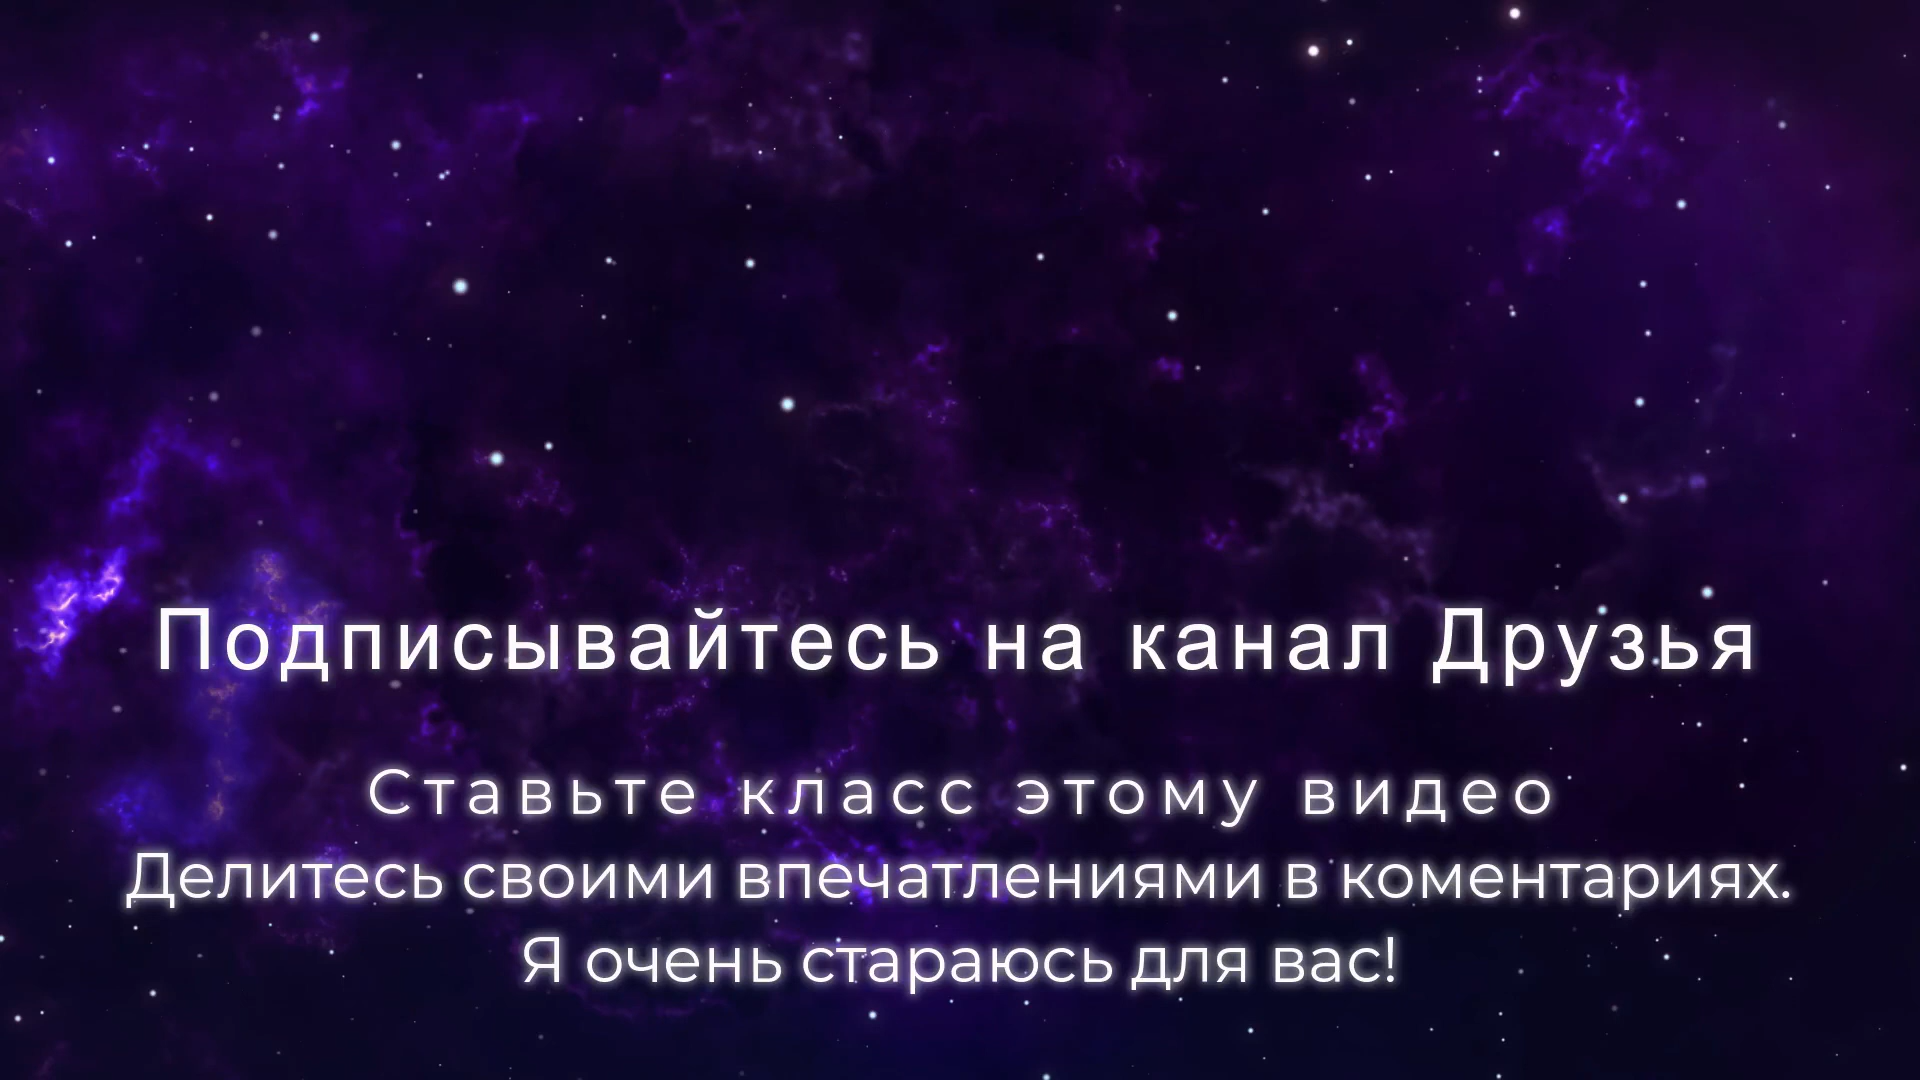 Подписывайтесь на канал Друзья
Ставьте класс этому видео
Делитесь своими впечатлениями в коментариях.
Я очень стараюсь для вас!